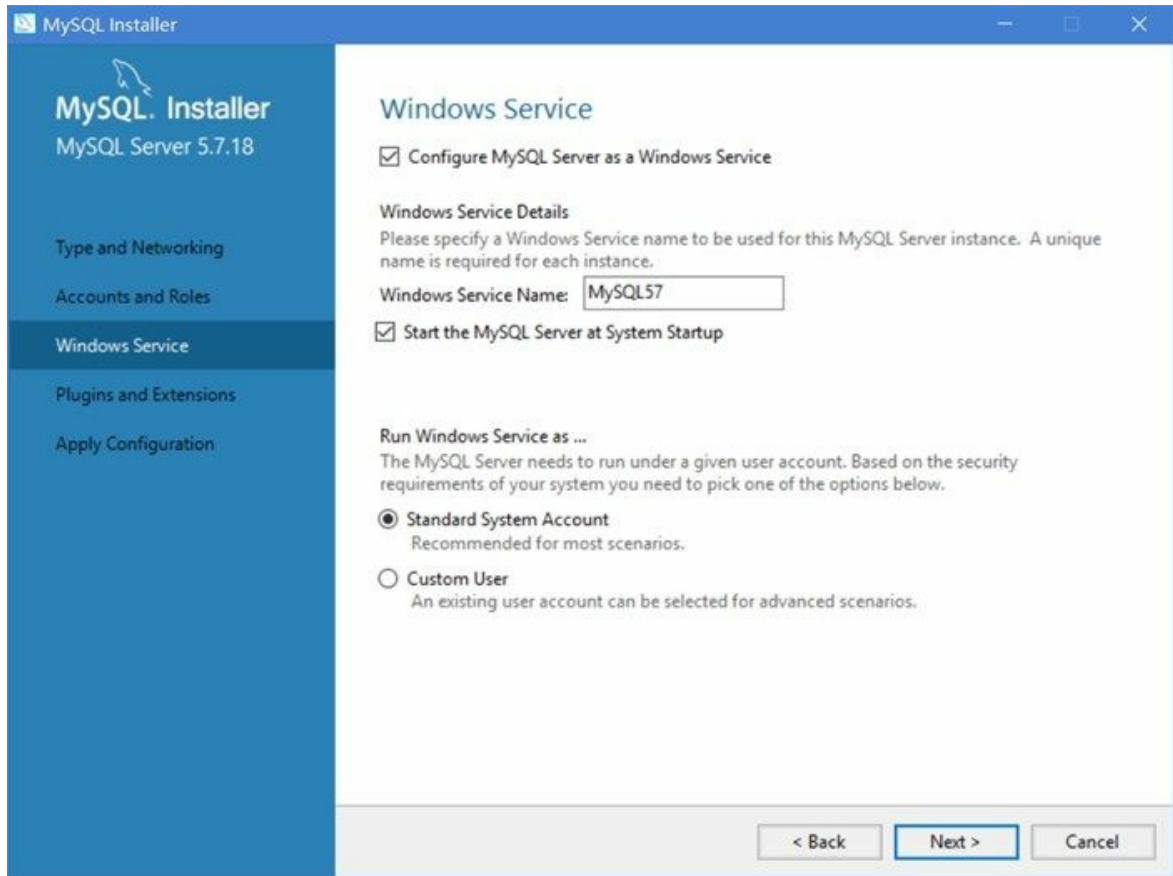 MySQL Installer
MySQL. Installer
MySQL Server 5.7.18
Type and Networking
Accounts and Roles
Windows Service
Plugins and Extensions
Apply Configuration
Windows Service
Configure MySQL Server as a Windows Service
Windows Service Details
Please specify a Windows Service name to be used for this MySQL Server instance. A unique
name is required for each instance.
Windows Service Name: MySQL57
Start the MySQL Server at System Startup
Run Windows Service as ...
The MySQL Server needs to run under a given user account. Based on the security
requirements of your system you need to pick one of the options below.
Standard System Account
Recommended for most scenarios.
Custom User
An existing user account can be selected for advanced scenarios.
< Back Next > Cancel